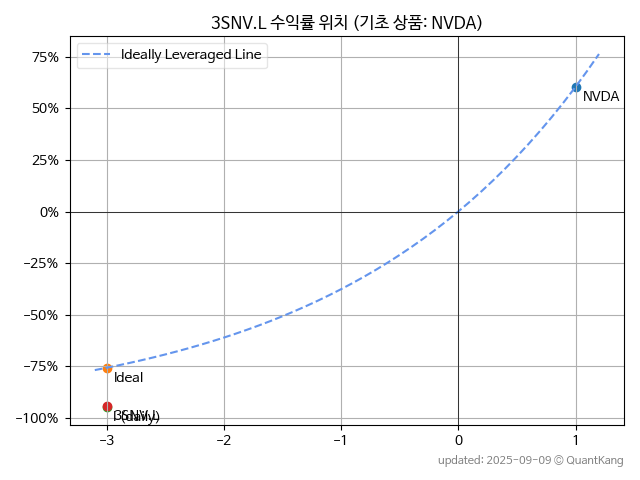 3SNV.L 수익률 위치 (기초 상품: NVDA)
Ideally Leveraged Line
75%
50%
25%
0%
−25%
−50%
−75%
−100%
NVDA
Ideal
−3
−2
−1
0
1
updated: 2025-09-09 © QuantKang